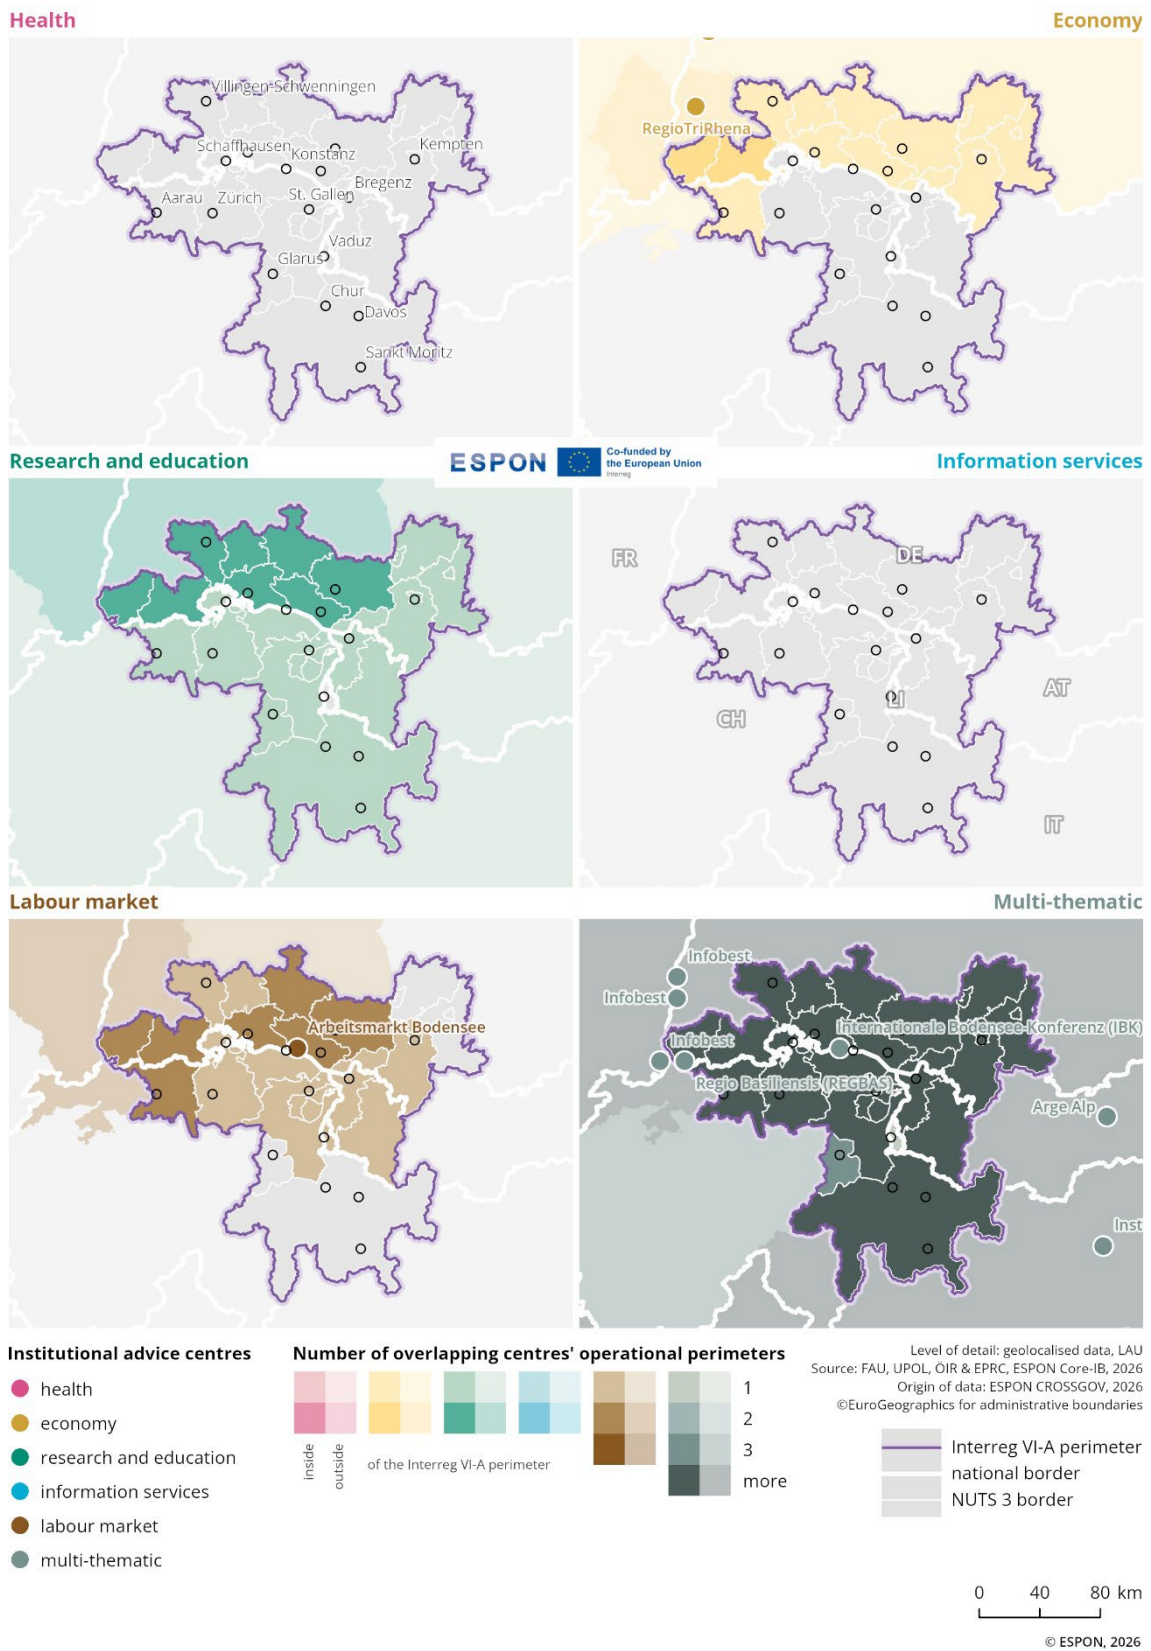 Health
Economy
Villingen-Schwenningen
Schaffhausen
Konstanz
Kempten
Aarau
Zürich
St. Gallen
Bregenz
Vaduz
Glarus
Chur
Davos
Sankt Moritz
RegioTriRhena
Research and education
ESPON
Co-funded by
the European Union
Interreg
Information services
FR
DE
LI
CH
AT
IT
Labour market
Multi-thematic
Arbeitsmarkt Bodensee
Infobest
Infobest
Infobest
Internationale Bodensee-Konferenz (IBK)
Regio Basiliensis (REGBAS)
Arge Alp
Inst
Institutional advice centres
health
economy
research and education
information services
labour market
multi-thematic
Number of overlapping centres' operational perimeters
1
2
3
more
inside
outside
of the Interreg VI-A perimeter
Level of detail: geolocalised data, LAU
Source: FAU, UPOL, ÖIR & EPRC, ESPON Core-IB, 2026
Origin of data: ESPON CROSSGOV, 2026
©EuroGeographics for administrative boundaries
Interreg VI-A perimeter
national border
NUTS 3 border
0 40 80 km
© ESPON, 2026